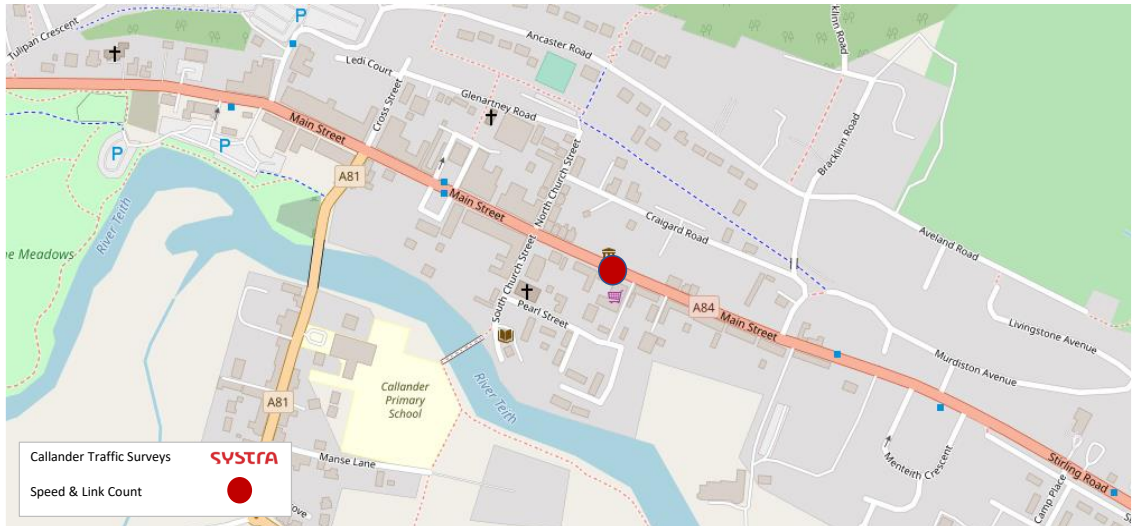 Tulipan Crescent
P
Ancaster Road
Bracklinn Road
Ledi Court
Cross Street
Glenartney Road
Main Street
P
P
A81
Bracklinn Road
North Church Street
Main Street
Craigard Road
Aveland Road
River Teith
ne Meadows
South Church Street
Pearl Street
A84
Main Street
Livingstone Avenue
Murdiston Avenue
River Teith
Callander
Primary
School
A81
Menteith Crescent
Stirling Road
Camp Place
Manse Lane
Callander Traffic Surveys
SYSTRA
Speed & Link Count